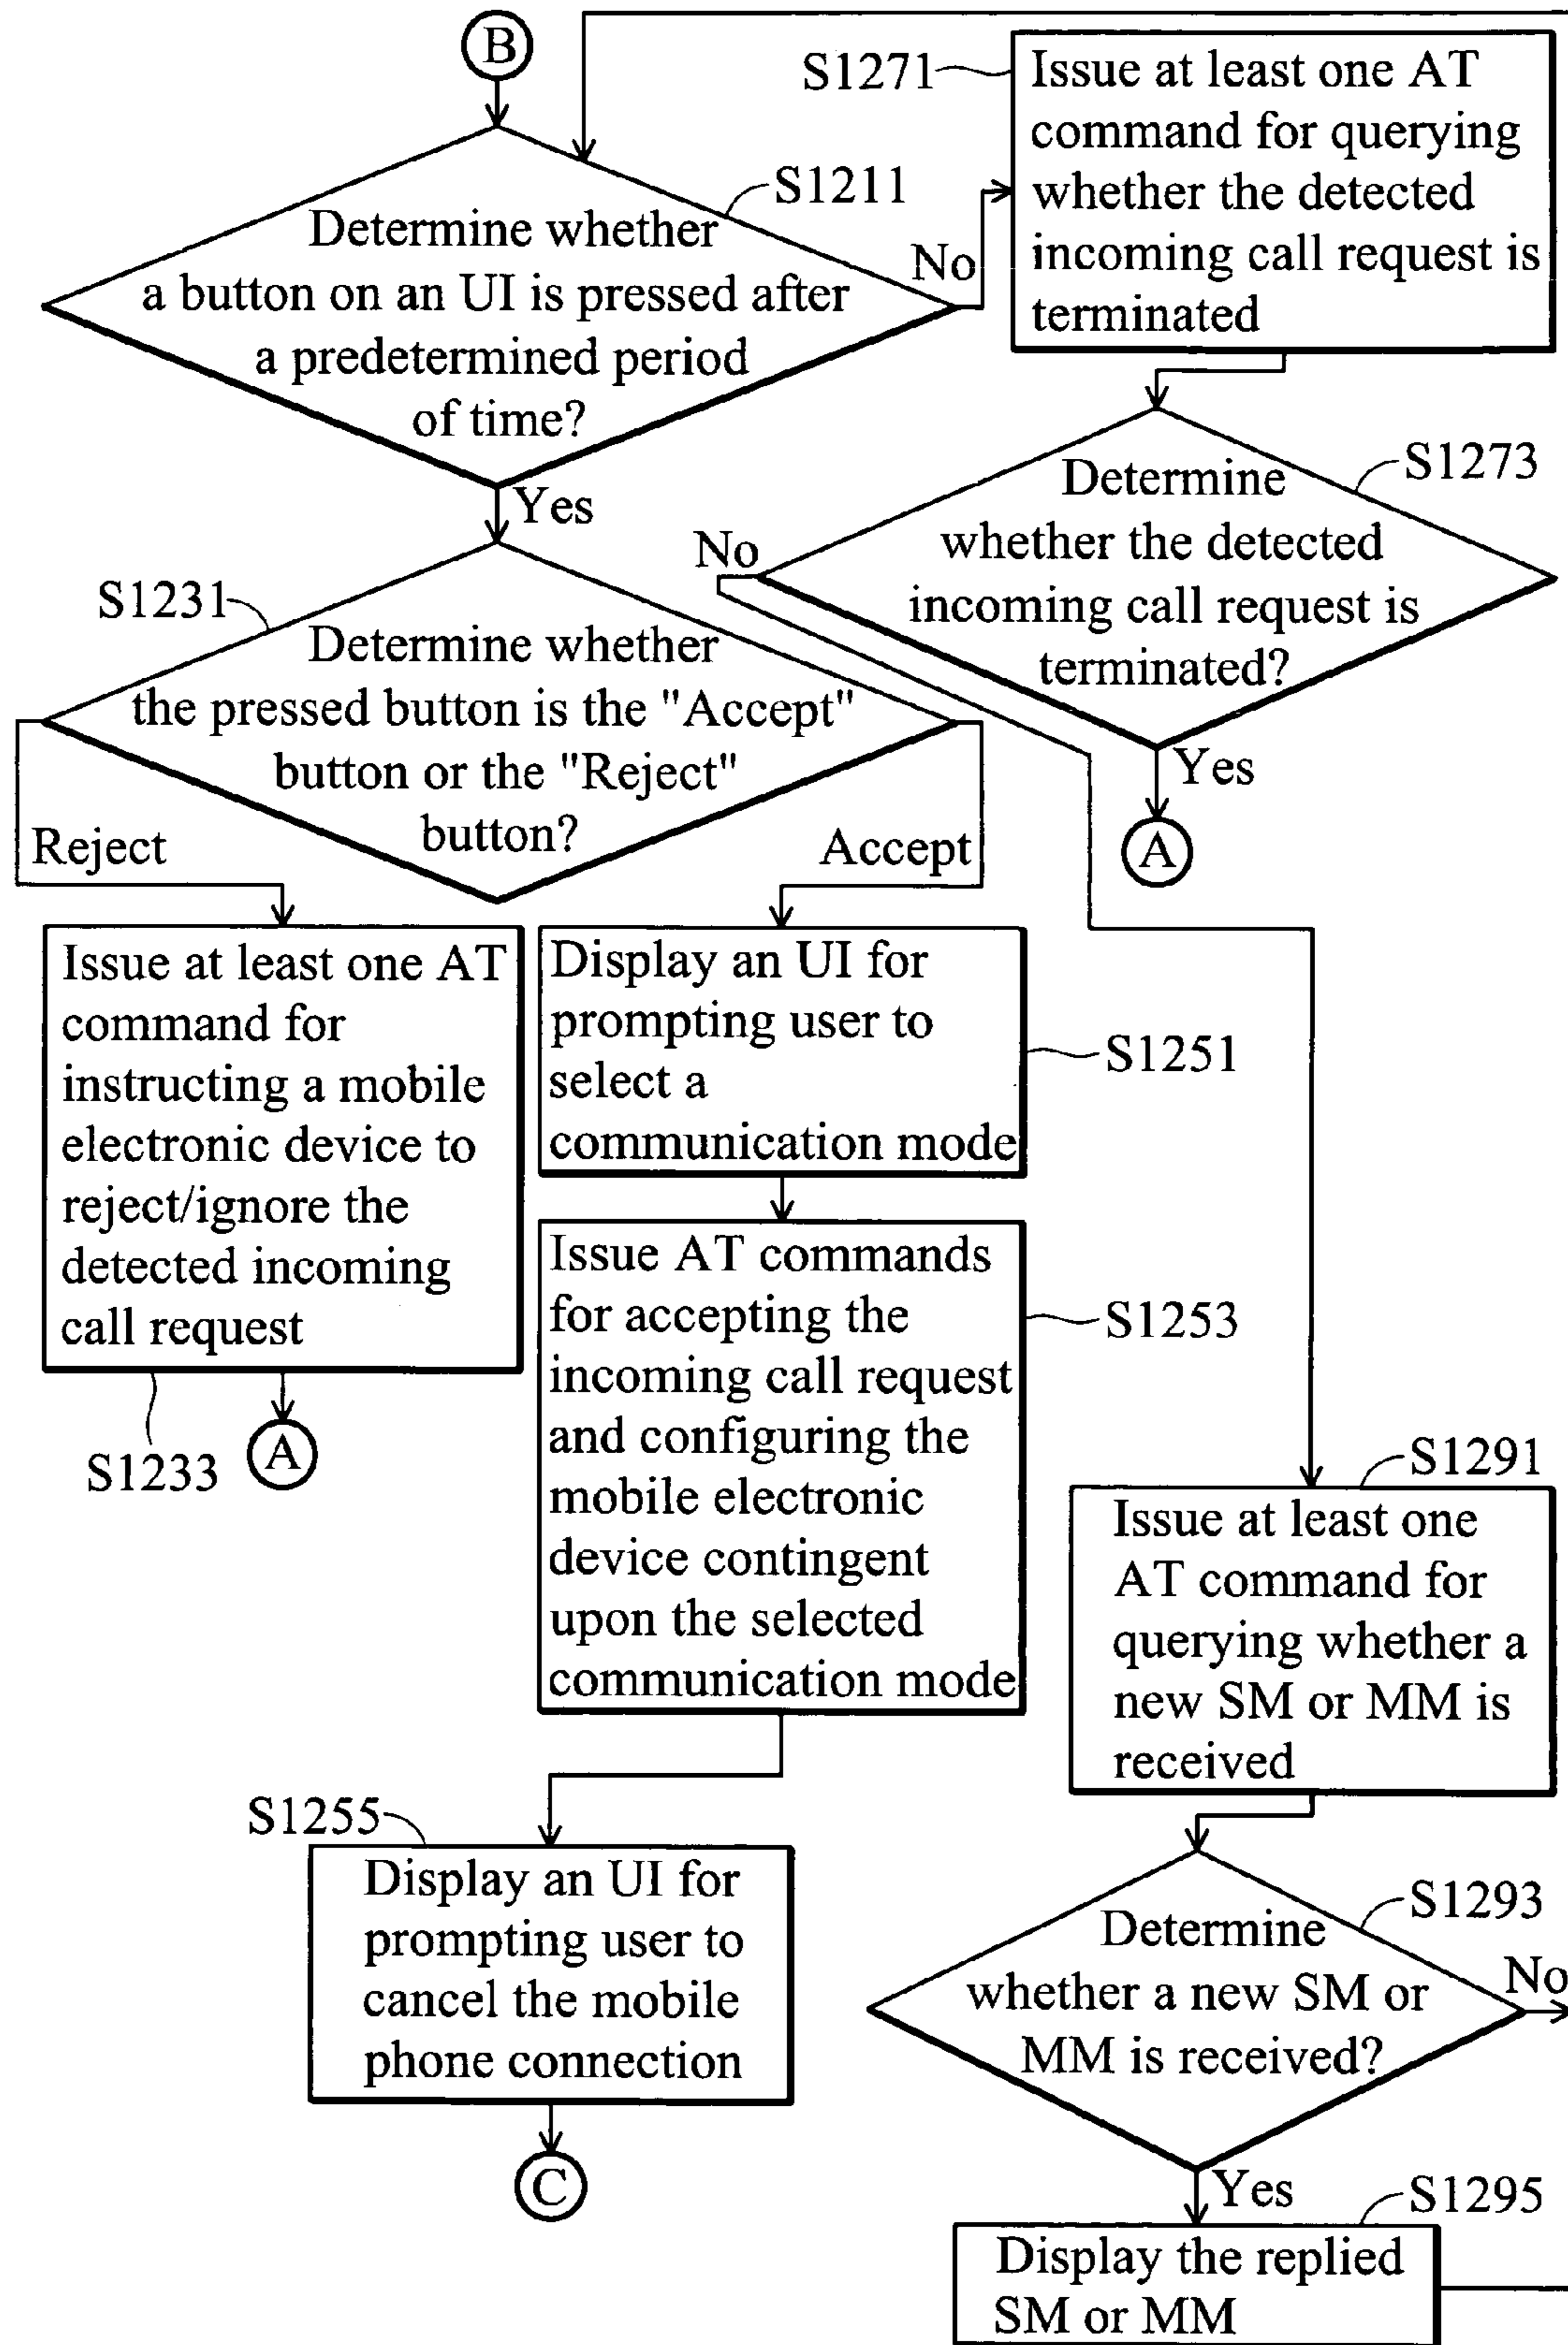 B
S1211
Determine whether
a button on an UI is pressed after
a predetermined period
of time?
No
Yes
S1271
Issue at least one AT
command for querying
whether the detected
incoming call request is
terminated
S1273
Determine
whether the detected
incoming call request is
terminated?
No
Yes
A
S1231
Determine whether
the pressed button is the "Accept"
button or the "Reject"
button?
Reject
Accept
Issue at least one AT
command for
instructing a mobile
electronic device to
reject/ignore the
detected incoming
call request
S1233
A
Display an UI for
prompting user to
select a
communication mode
S1251
Issue AT commands
for accepting the
incoming call request
and configuring the
mobile electronic
device contingent
upon the selected
communication mode
S1253
S1255
Display an UI for
prompting user to
cancel the mobile
phone connection
C
S1291
Issue at least one
AT command for
querying whether a
new SM or MM is
received
S1293
Determine
whether a new SM or
MM is received?
No
Yes
S1295
Display the replied
SM or MM